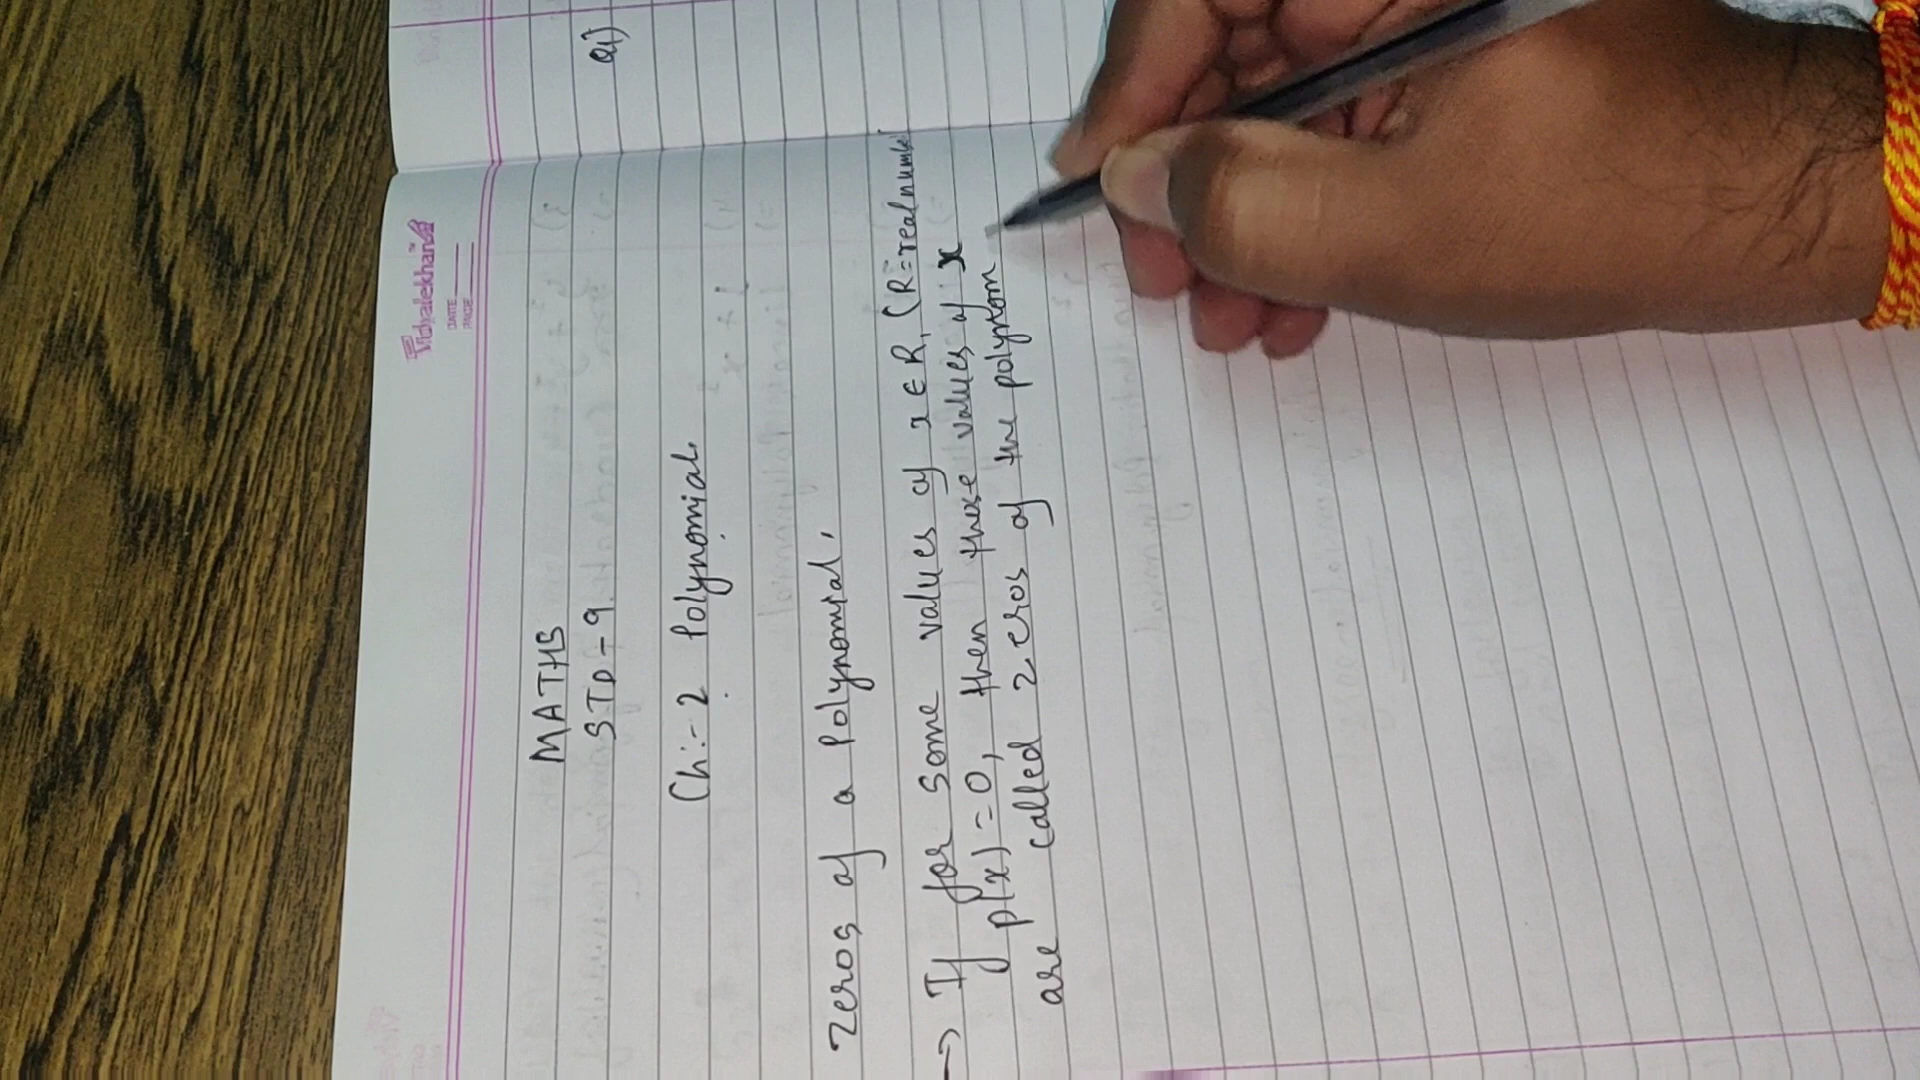 Vidyalekhan
DATE
PAGE
MATHS
STD-9
Ch:-2 Polynomial.
Zeros of a Polynomial.
→ If for some values of x ∈ R, (R = real number
p(x) = 0, then these values of x
are called zeros of the polynom
Q1)